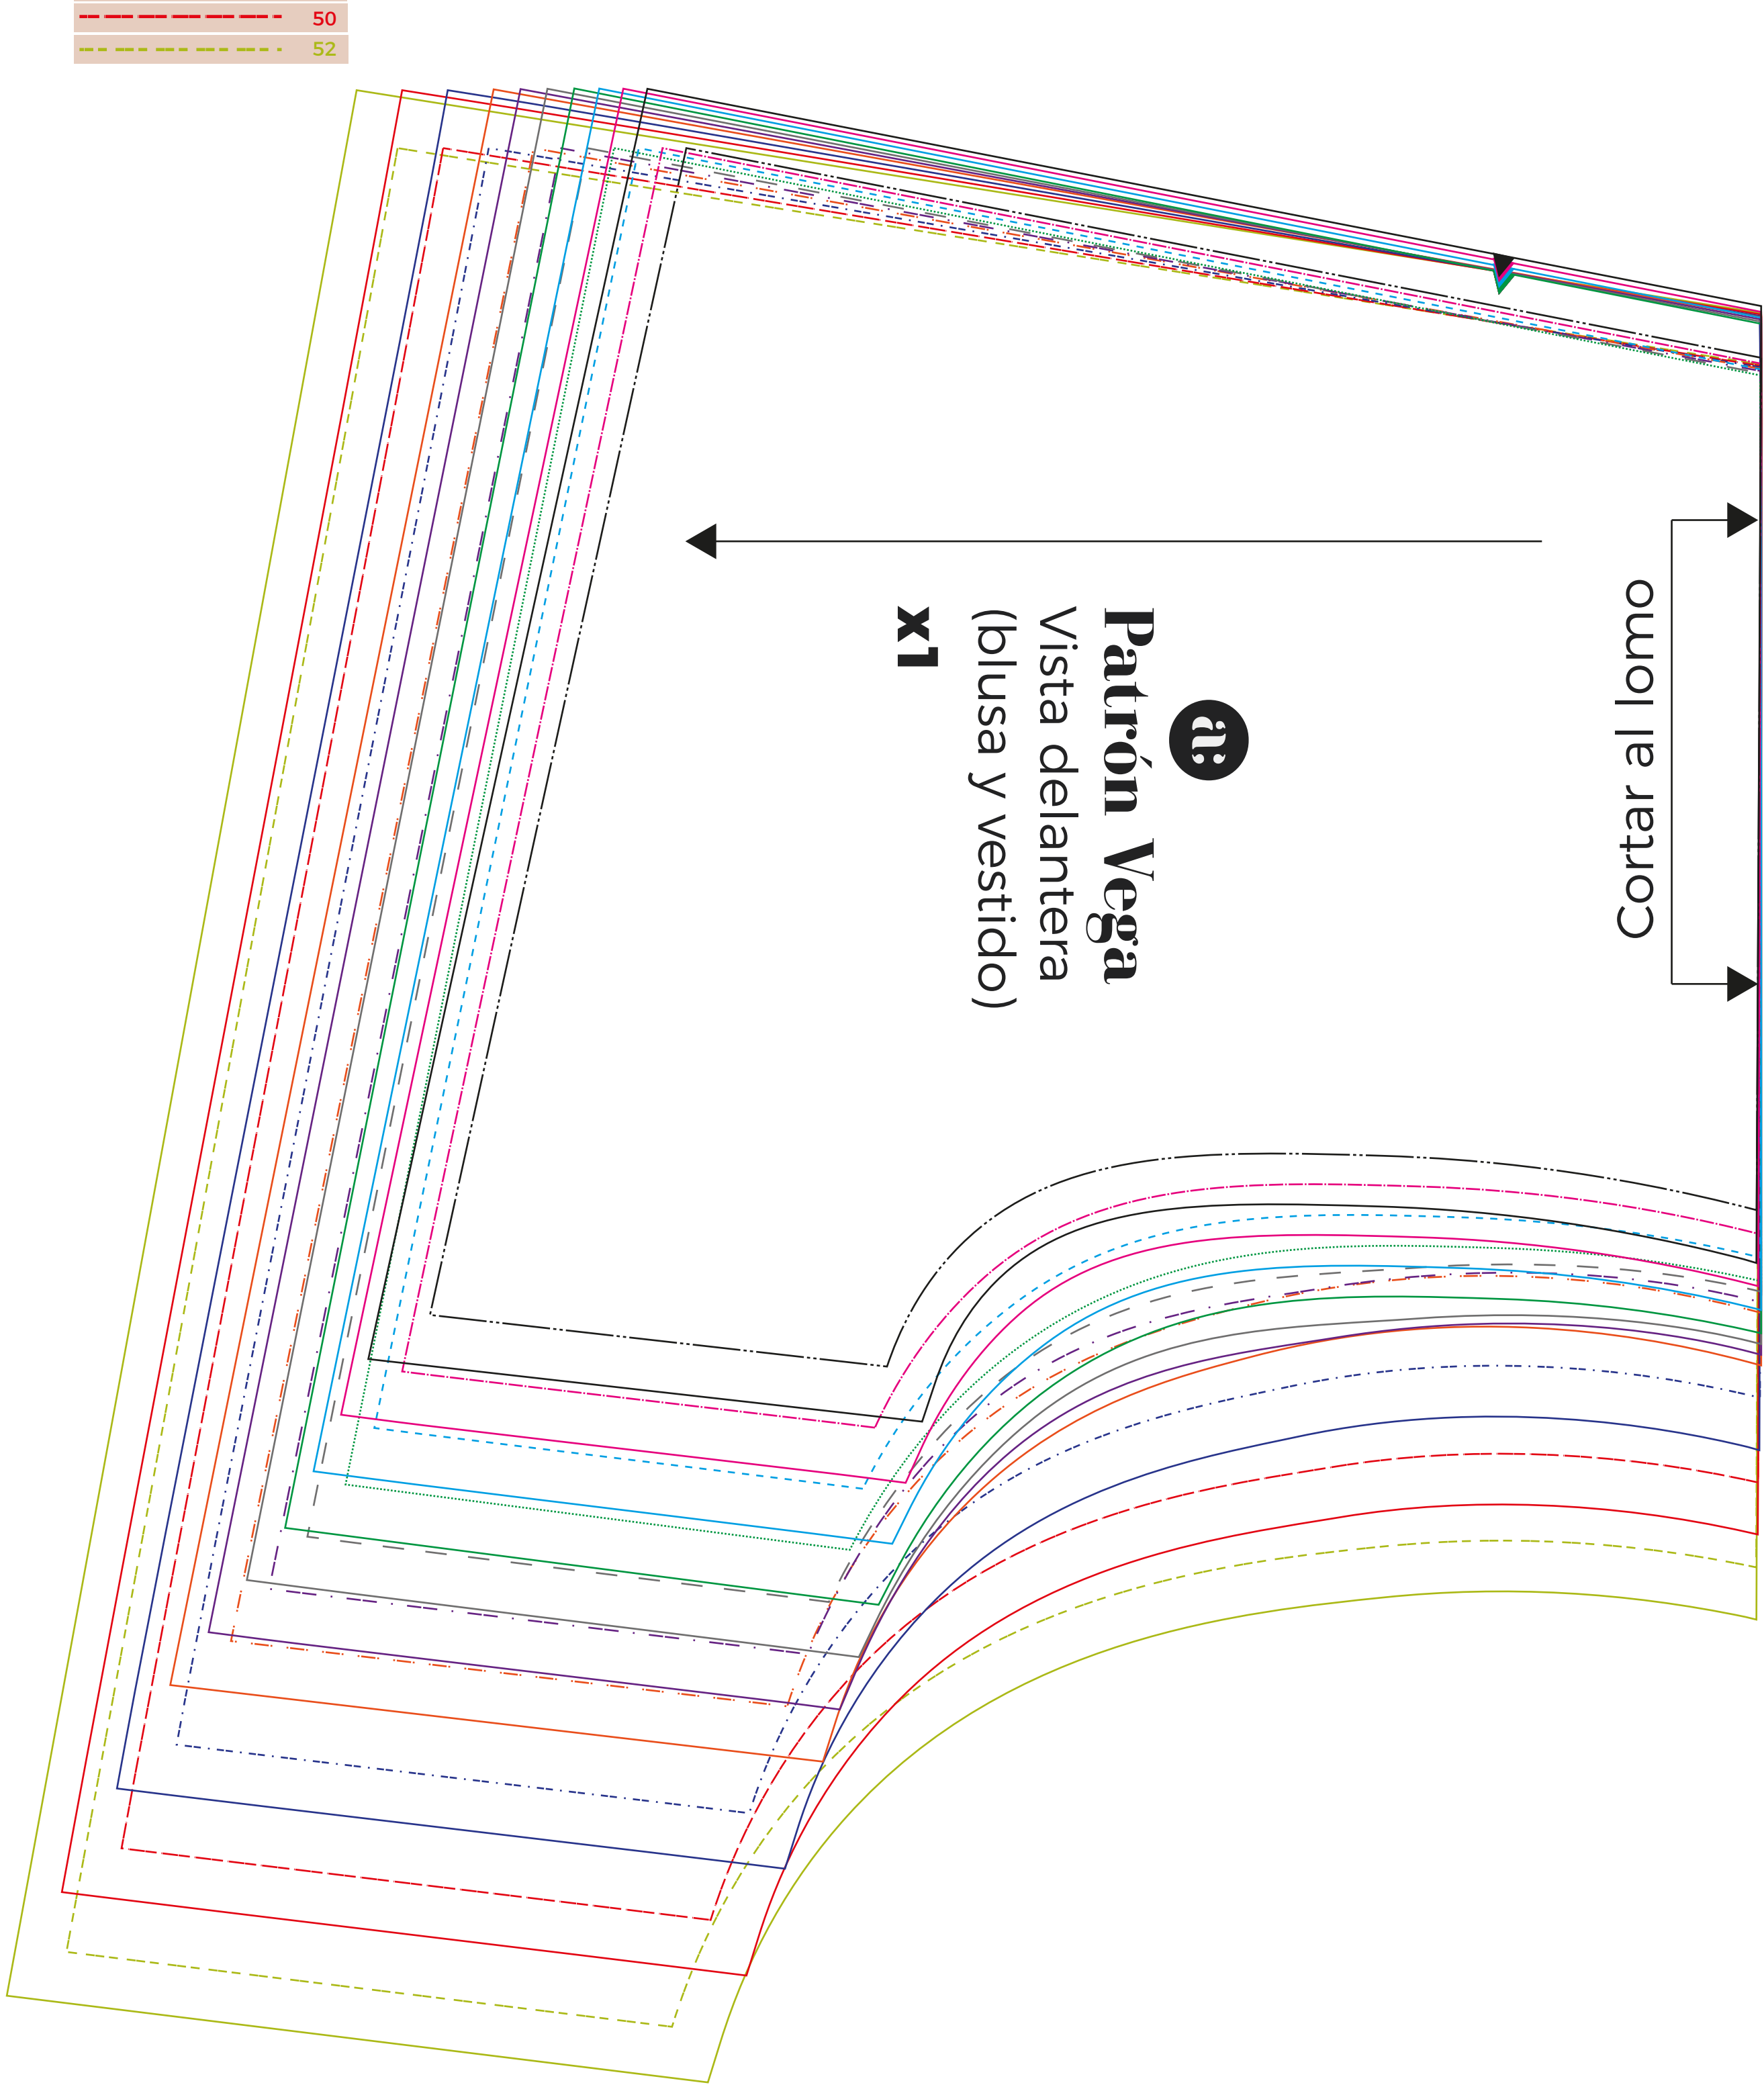 50
52
a:
Patrón Vega
Vista delantera
(blusa y vestido)
x1
Cortar al lomo